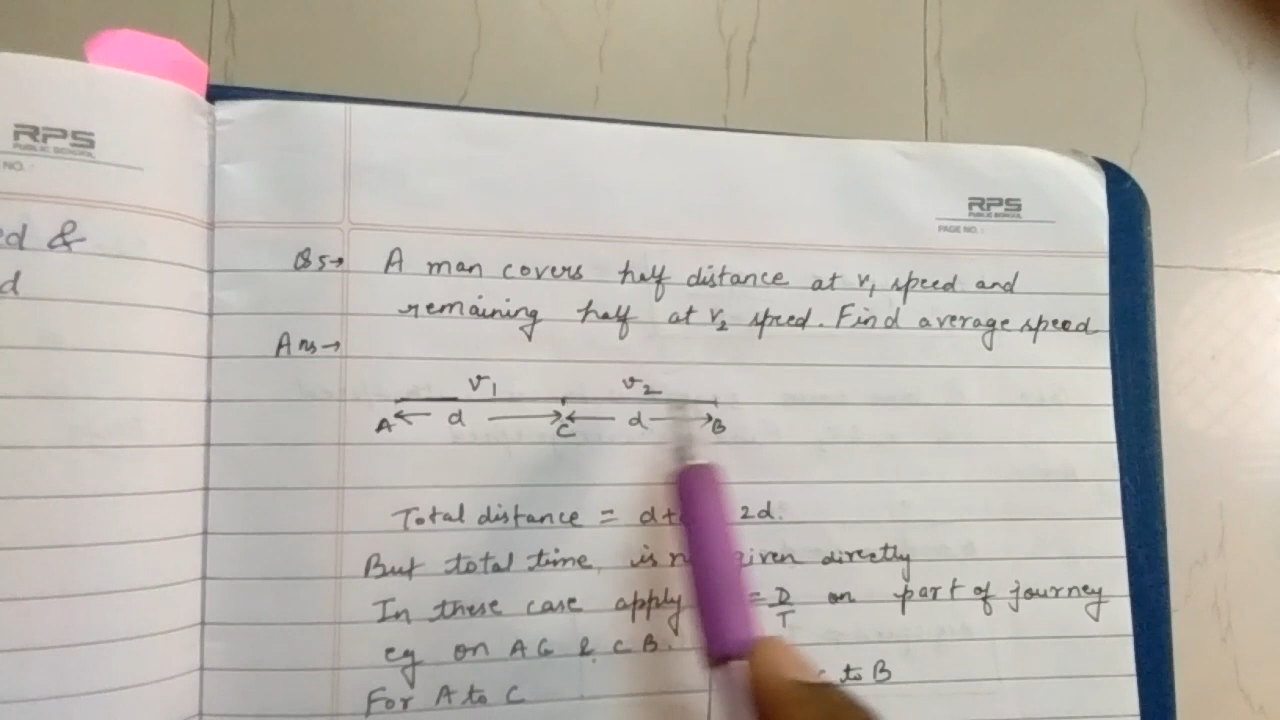 RPS
PUBLIC SCHOOL
NO. :
ed &
d
RPS
PUBLIC SCHOOL
PAGE NO. :
Q5→ A man covers half distance at v₁ speed and
remaining half at v₂ speed. Find average speed
Ans→
v₁ v₂
A ← d → C ← d → B
Total distance = d+ 2d.
But total time is given directly
In these case apply = D/T on part of journey
eg on AC & CB.
For A to C to B